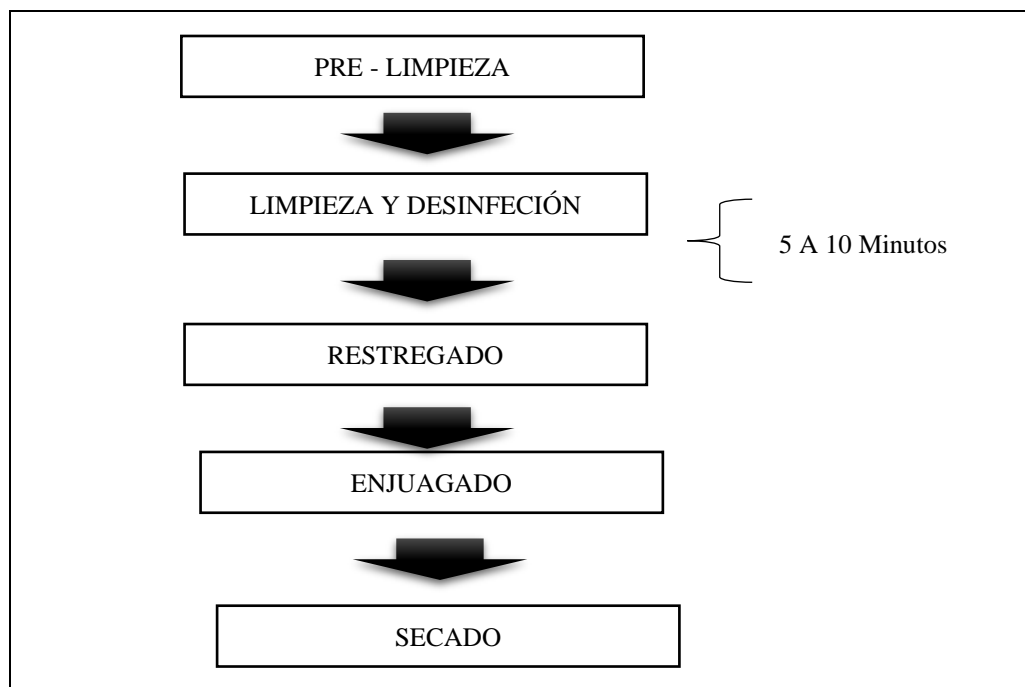 PRE - LIMPIEZA
LIMPIEZA Y DESINFECIÓN
5 A 10 Minutos
RESTREGADO
ENJUAGADO
SECADO